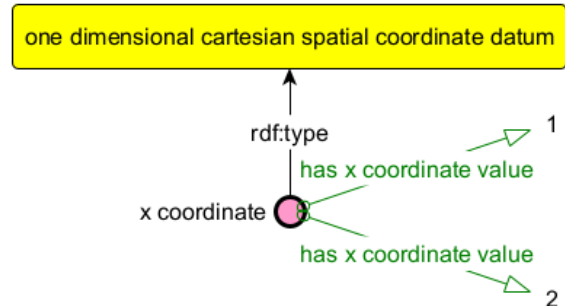 one dimensional cartesian spatial coordinate datum
rdf:type
1
has x coordinate value
x coordinate
has x coordinate value
2